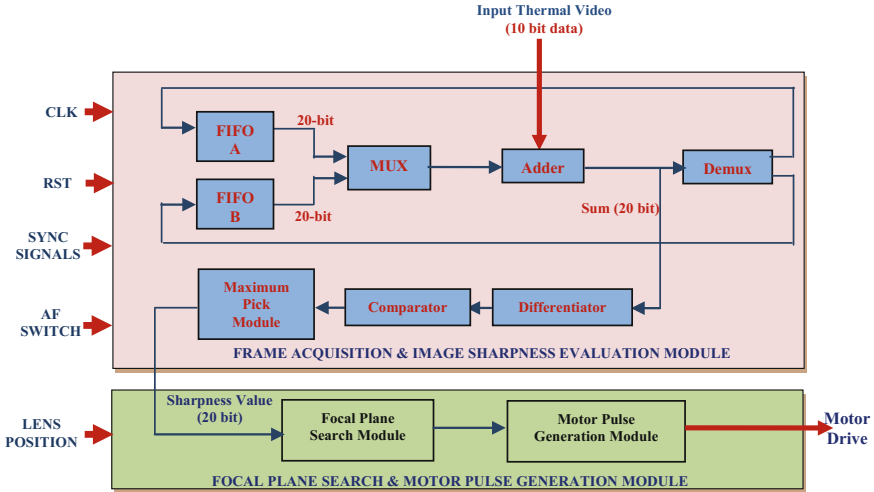 Input Thermal Video
(10 bit data)
CLK
RST
SYNC
SIGNALS
AF
SWITCH
LENS
POSITION
FIFO
A
20-bit
FIFO
B
20-bit
MUX
Adder
Demux
Sum (20 bit)
Maximum
Pick
Module
Comparator
Differentiator
FRAME ACQUISITION & IMAGE SHARPNESS EVALUATION MODULE
Sharpness Value
(20 bit)
Focal Plane
Search Module
Motor Pulse
Generation Module
Motor
Drive
FOCAL PLANE SEARCH & MOTOR PULSE GENERATION MODULE